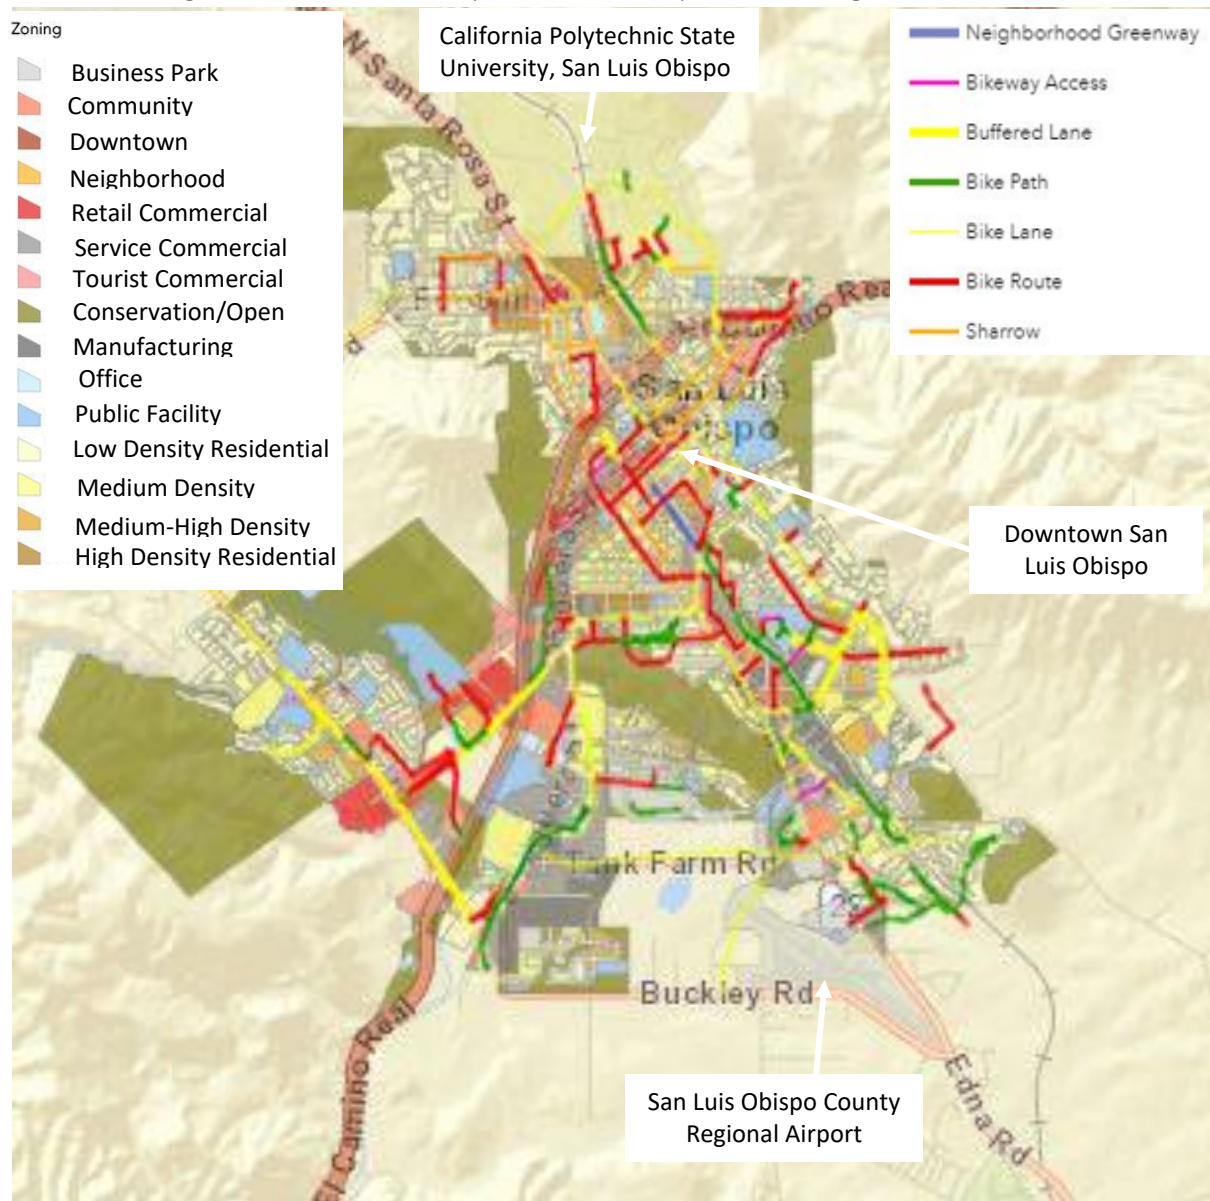 Zoning
Business Park
Community
Downtown
Neighborhood
Retail Commercial
Service Commercial
Tourist Commercial
Conservation/Open
Manufacturing
Office
Public Facility
Low Density Residential
Medium Density
Medium-High Density
High Density Residential
California Polytechnic State
University, San Luis Obispo
Neighborhood Greenway
Bikeway Access
Buffered Lane
Bike Path
Bike Lane
Bike Route
Sharrow
N Santa Rosa St
San Luis
Obispo
Downtown San
Luis Obispo
Tank Farm Rd
Buckley Rd
San Luis Obispo County
Regional Airport
El Camino Real
Edna Rd